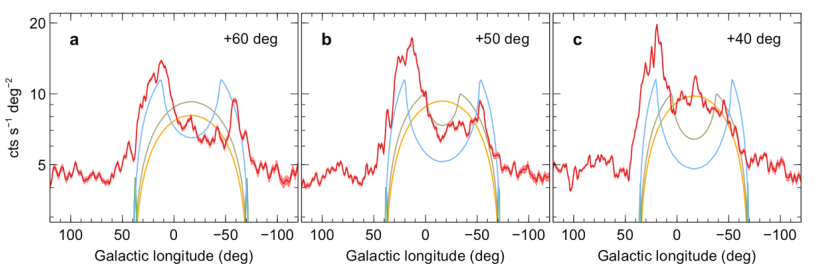 a +60 deg
b +50 deg
c +40 deg
20
10
5
cts s⁻¹ deg⁻²
100 50 0 −50 −100
100 50 0 −50 −100
100 50 0 −50 −100
Galactic longitude (deg)
Galactic longitude (deg)
Galactic longitude (deg)